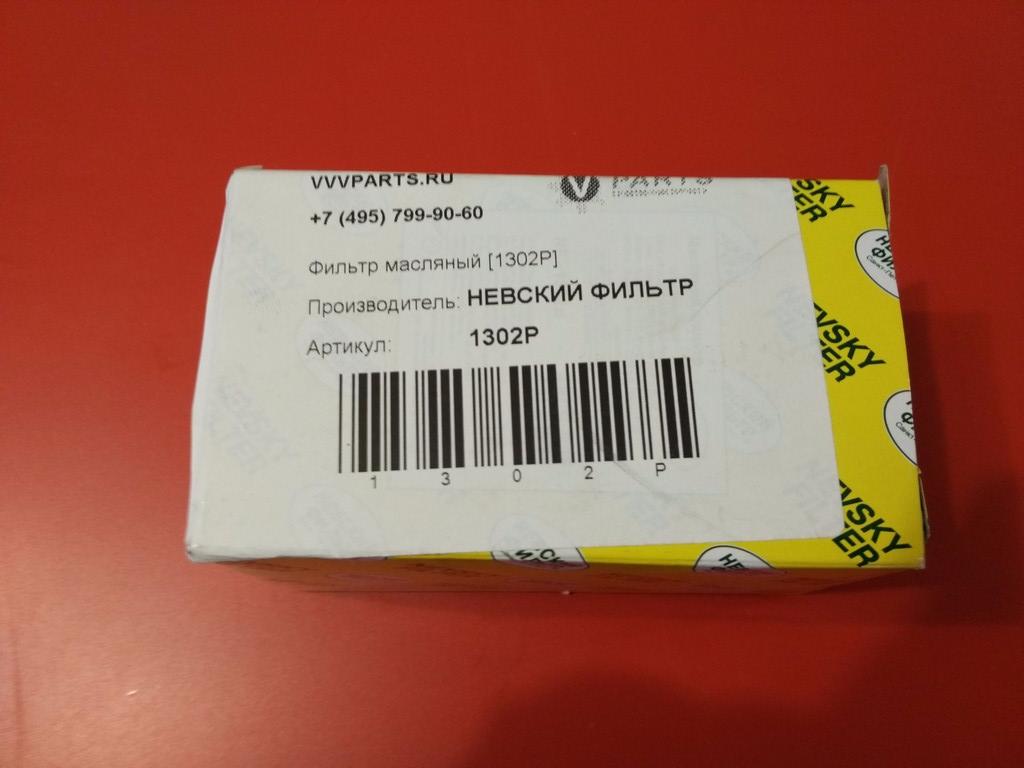 VVVPARTS.RU
PARTS
+7 (495) 799-90-60
Фильтр масляный [1302P]
Производитель: НЕВСКИЙ ФИЛЬТР
Артикул: 1302P
1 3 0 2 P